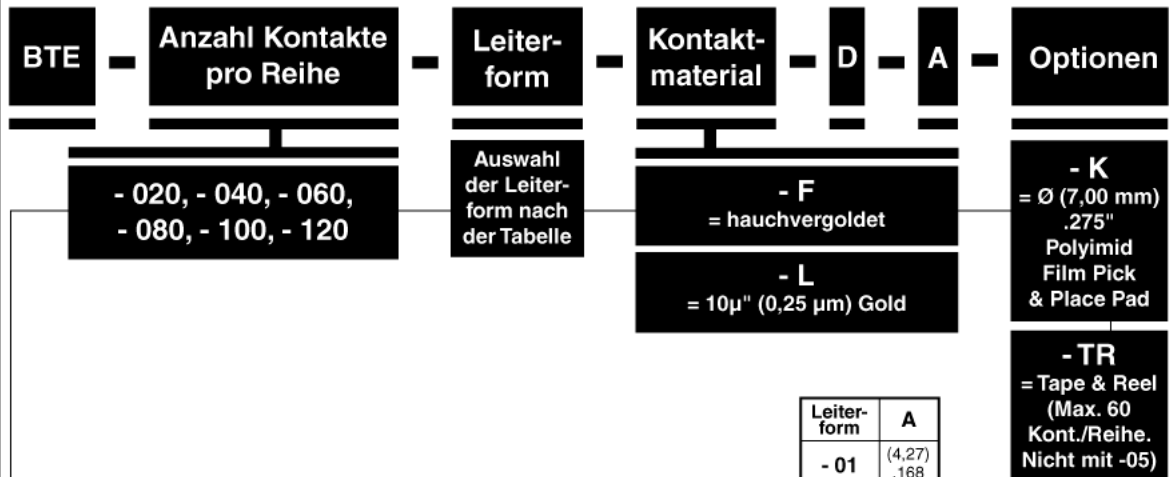 BTE - Anzahl Kontakte pro Reihe - Leiter-form - Kontakt-material - D - A - Optionen
- 020, - 040, - 060,
- 080, - 100, - 120
Auswahl
der Leiter-
form nach
der Tabelle
- F
= hauchvergoldet
- L
= 10µ" (0,25 µm) Gold
- K
= Ø (7,00 mm)
.275"
Polyimid
Film Pick
& Place Pad
- TR
= Tape & Reel
(Max. 60
Kont./Reihe.
Nicht mit -05)
Leiter-
form
A
- 01
(4,27)
.168